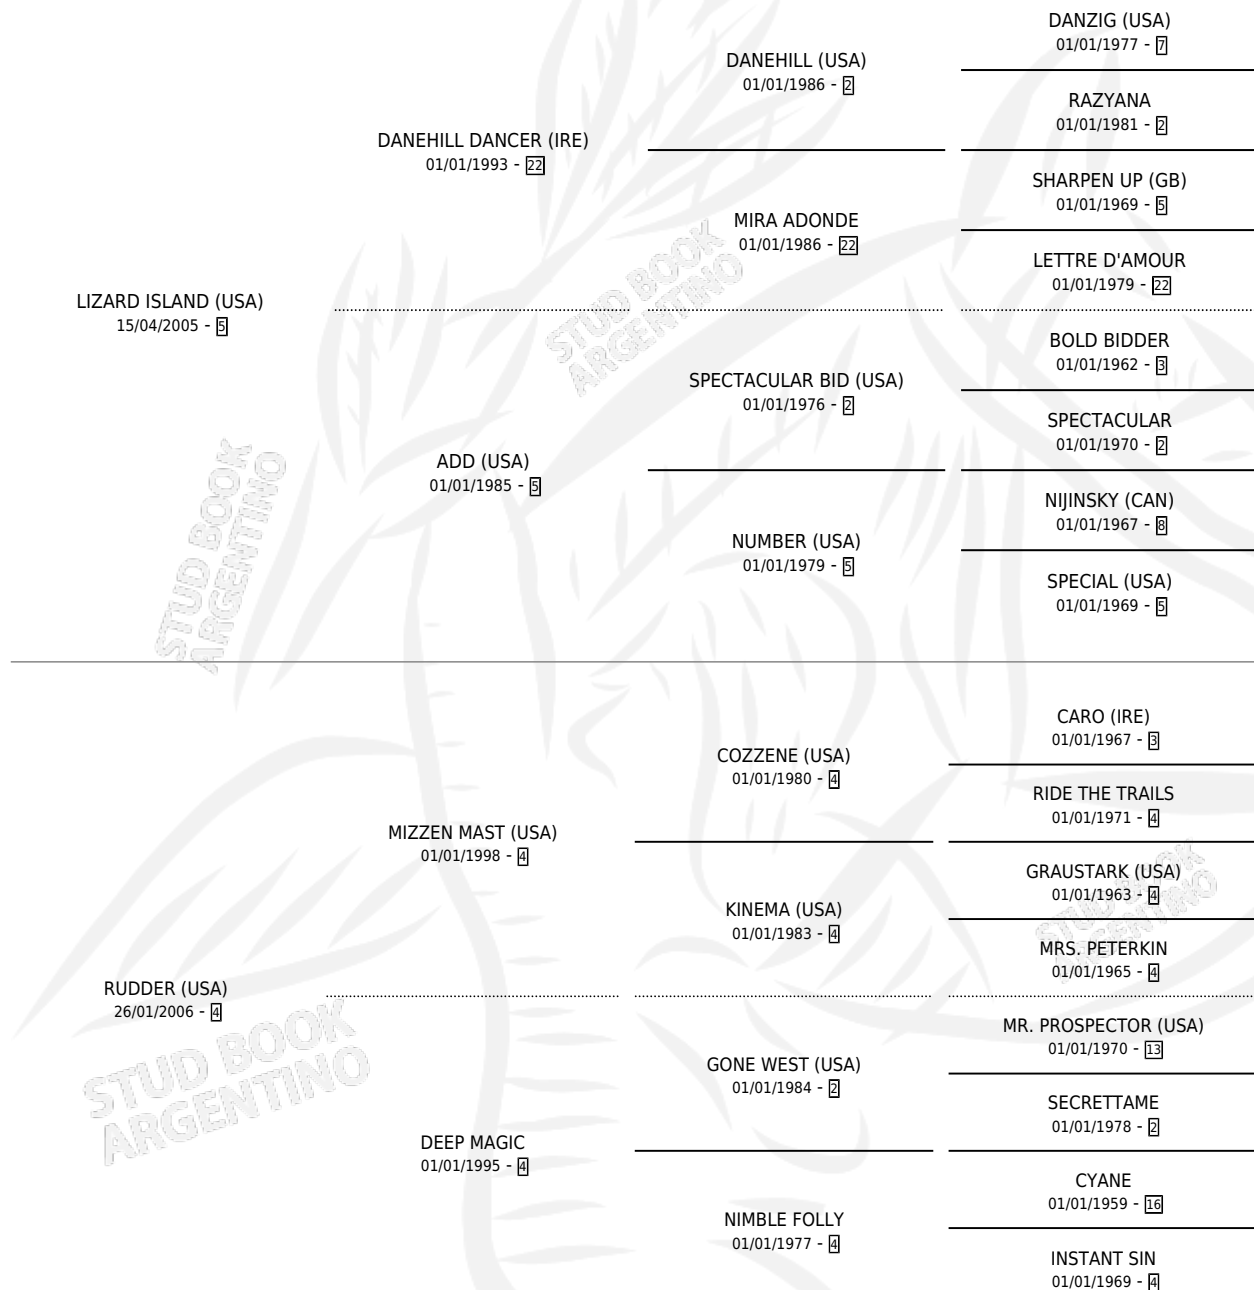 DANZIG (USA)
01/01/1977 - 7
DANEHILL (USA)
01/01/1986 - 2
RAZYANA
01/01/1981 - 2
DANEHILL DANCER (IRE)
01/01/1993 - 22
SHARPEN UP (GB)
01/01/1969 - 5
MIRA ADONDE
01/01/1986 - 22
LETTRE D'AMOUR
01/01/1979 - 22
LIZARD ISLAND (USA)
15/04/2005 - 5
STUD BOOK
ARGENTINO
BOLD BIDDER
01/01/1962 - 3
SPECTACULAR BID (USA)
01/01/1976 - 2
SPECTACULAR
01/01/1970 - 2
ADD (USA)
01/01/1985 - 5
NIJINSKY (CAN)
01/01/1967 - 8
NUMBER (USA)
01/01/1979 - 5
SPECIAL (USA)
01/01/1969 - 5
STUD BOOK
ARGENTINO
CARO (IRE)
01/01/1967 - 3
COZZENE (USA)
01/01/1980 - 4
RIDE THE TRAILS
01/01/1971 - 4
MIZZEN MAST (USA)
01/01/1998 - 4
GRAUSTARK (USA)
01/01/1963 - 4
KINEMA (USA)
01/01/1983 - 4
STUD BOOK
ARGENTINO
MRS. PETERKIN
01/01/1965 - 4
RUDDER (USA)
26/01/2006 - 4
STUD BOOK
ARGENTINO
MR. PROSPECTOR (USA)
01/01/1970 - 13
GONE WEST (USA)
01/01/1984 - 2
SECRETTAME
01/01/1978 - 2
DEEP MAGIC
01/01/1995 - 4
CYANE
01/01/1959 - 16
NIMBLE FOLLY
01/01/1977 - 4
INSTANT SIN
01/01/1969 - 4